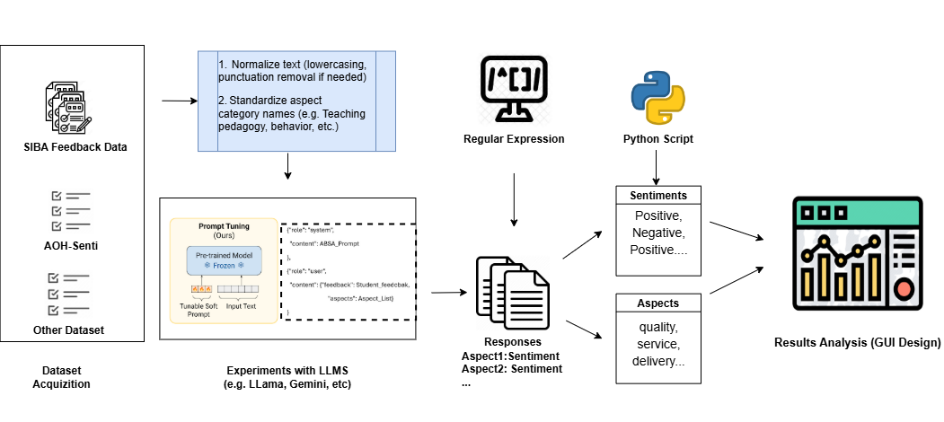 SIBA Feedback Data
AOH-Senti
Other Dataset
Dataset
Acquizition
1. Normalize text (lowercasing,
punctuation removal if needed)
2. Standardize aspect
category names (e.g. Teaching
pedagogy, behavior, etc.)
Prompt Tuning
(Ours)
Pre-trained Model
Frozon
Tunable Soft
Prompt
Input Text
{"role": "system",
"content": ABSA_Prompt
},
{"role": "user",
"content": {"feedback": Student_feedobak,
"aspects": Aspect_List}
}
Experiments with LLMS
(e.g. LLama, Gemini, etc)
/^[]/
Regular Expression
Responses
Aspect1:Sentiment
Aspect2: Sentiment
...
Python Script
Sentiments
Positive,
Negative,
Positive....
Aspects
quality,
service,
delivery...
Results Analysis (GUI Design)